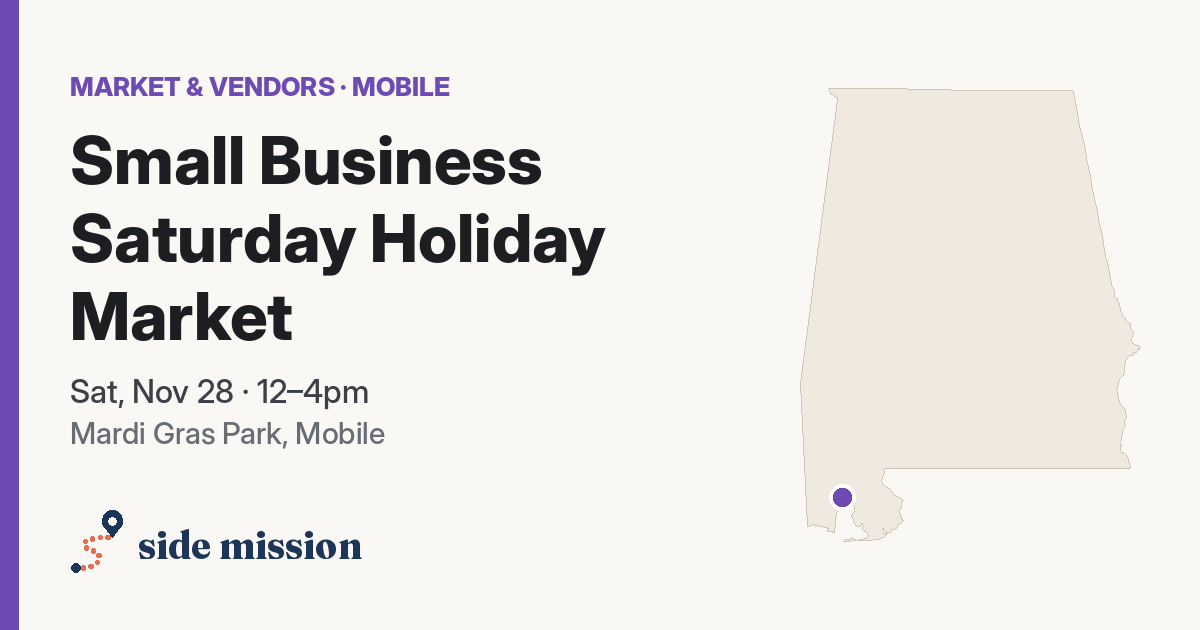 MARKET & VENDORS · MOBILE
Small Business
Saturday Holiday
Market
Sat, Nov 28 · 12–4pm
Mardi Gras Park, Mobile
side mission